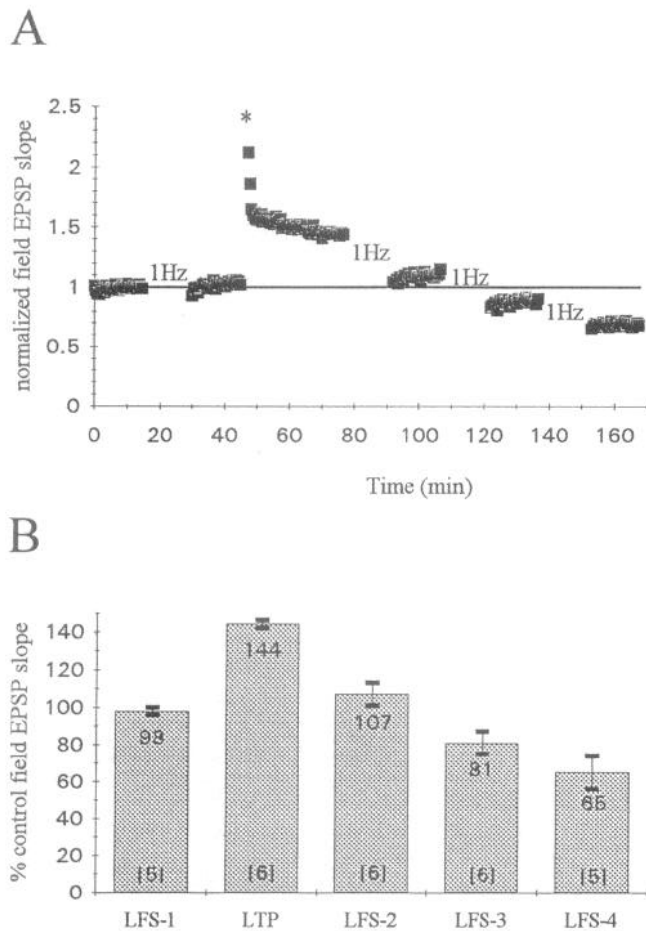 A
normalized field EPSP slope
2.5
2
1.5
1
0.5
0
*
1Hz
1Hz
1Hz
1Hz
0 20 40 60 80 100 120 140 160
Time (min)
B
% control field EPSP slope
140
120
100
80
60
40
20
0
98
144
107
81
65
[5] [6] [6] [6] [5]
LFS-1 LTP LFS-2 LFS-3 LFS-4